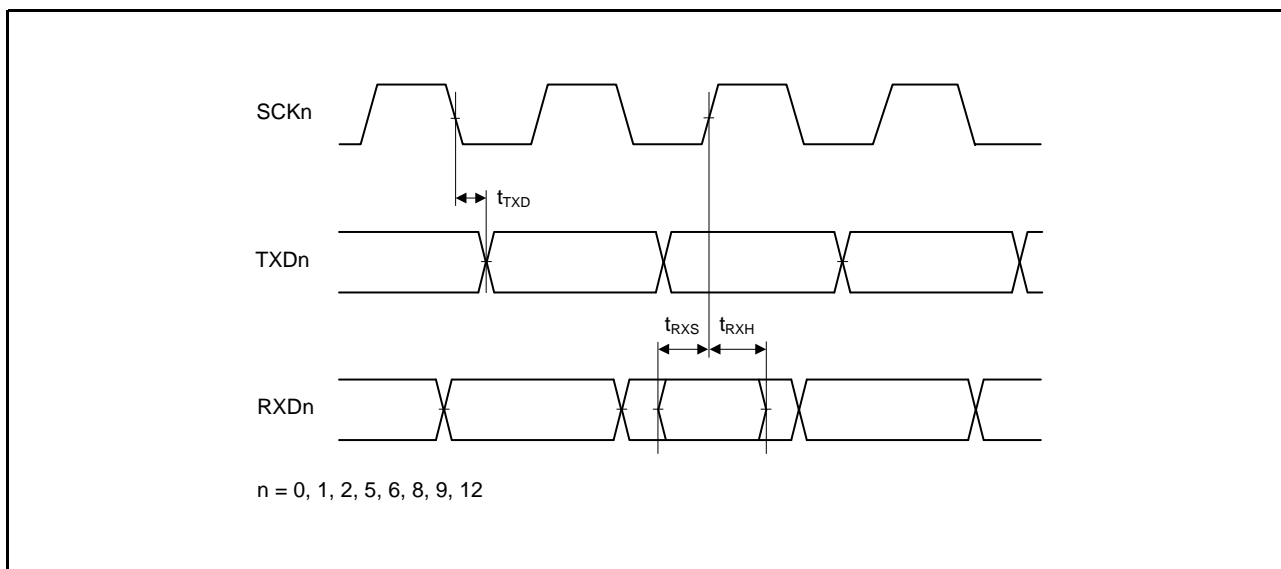 SCKn
tTXD
TXDn
tRXS tRXH
RXDn
n = 0, 1, 2, 5, 6, 8, 9, 12